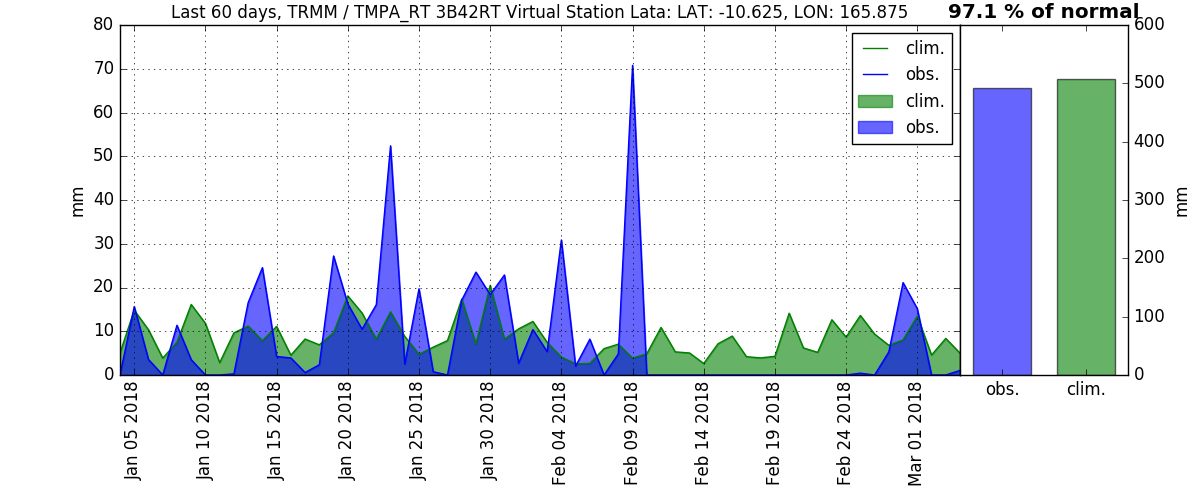 Last 60 days, TRMM / TMPA_RT 3B42RT Virtual Station Lata: LAT: -10.625, LON: 165.875
97.1 % of normal
80
70
60
50
40
30
20
10
0
mm
clim.
obs.
clim.
obs.
600
500
400
300
200
100
0
mm
Jan 05 2018
Jan 10 2018
Jan 15 2018
Jan 20 2018
Jan 25 2018
Jan 30 2018
Feb 04 2018
Feb 09 2018
Feb 14 2018
Feb 19 2018
Feb 24 2018
Mar 01 2018
obs.
clim.